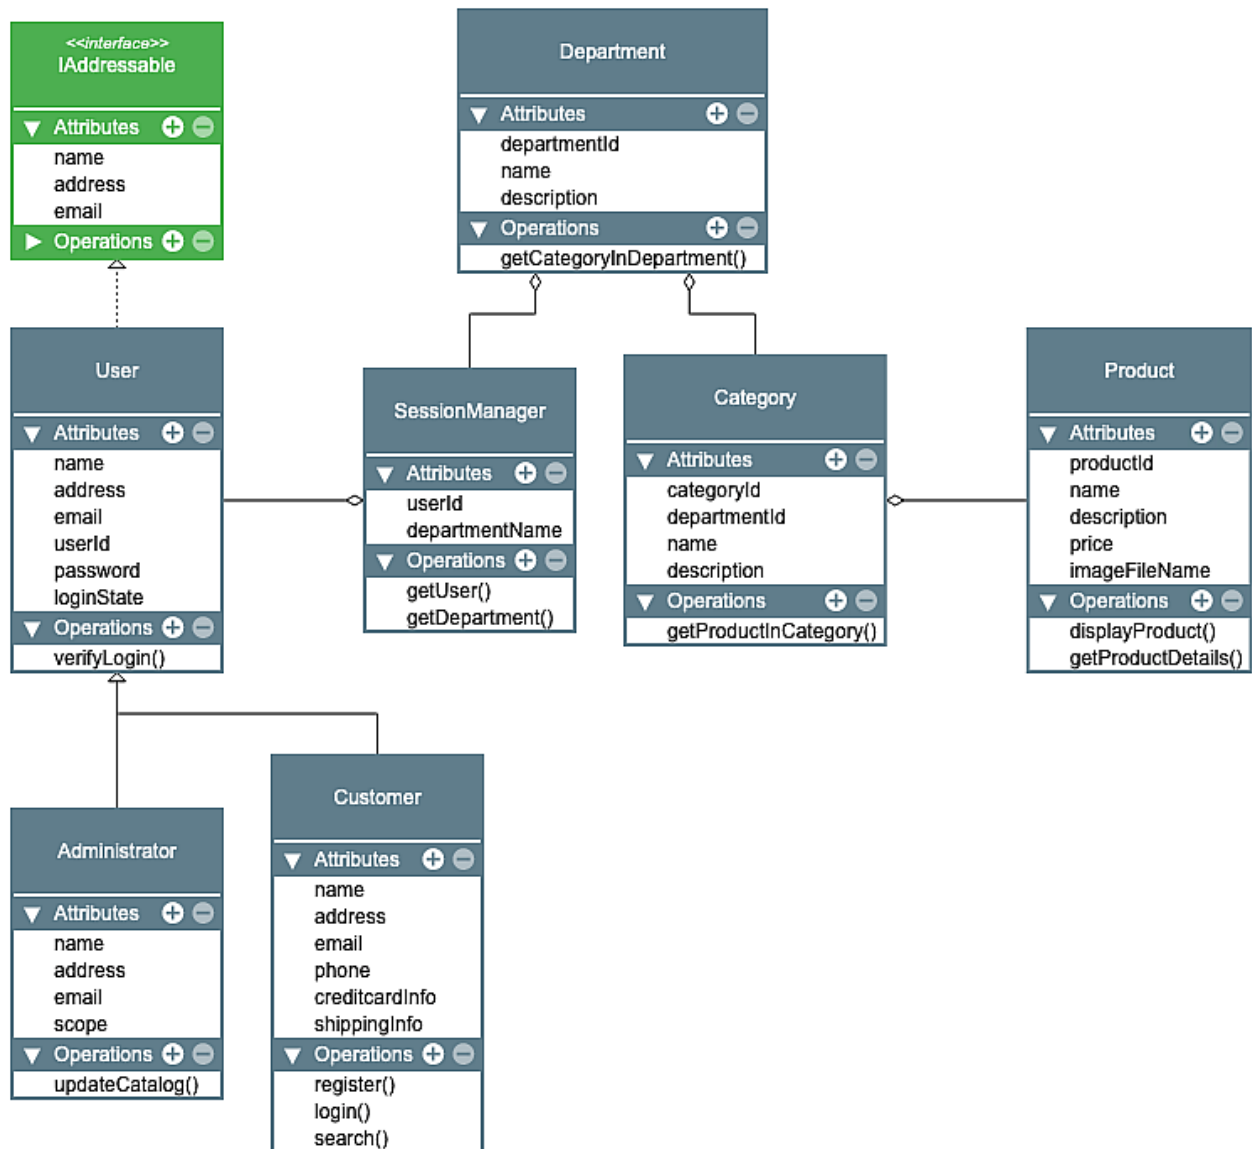 <<interface>>
IAddressable
Attributes
name
address
email
Operations
Department
Attributes
departmentId
name
description
Operations
getCategoryInDepartment()
User
Attributes
name
address
email
userId
password
loginState
Operations
verifyLogin()
SessionManager
Attributes
userId
departmentName
Operations
getUser()
getDepartment()
Category
Attributes
categoryId
departmentId
name
description
Operations
getProductInCategory()
Product
Attributes
productId
name
description
price
imageFileName
Operations
displayProduct()
getProductDetails()
Administrator
Attributes
name
address
email
scope
Operations
updateCatalog()
Customer
Attributes
name
address
email
phone
creditcardInfo
shippingInfo
Operations
register()
login()
search()